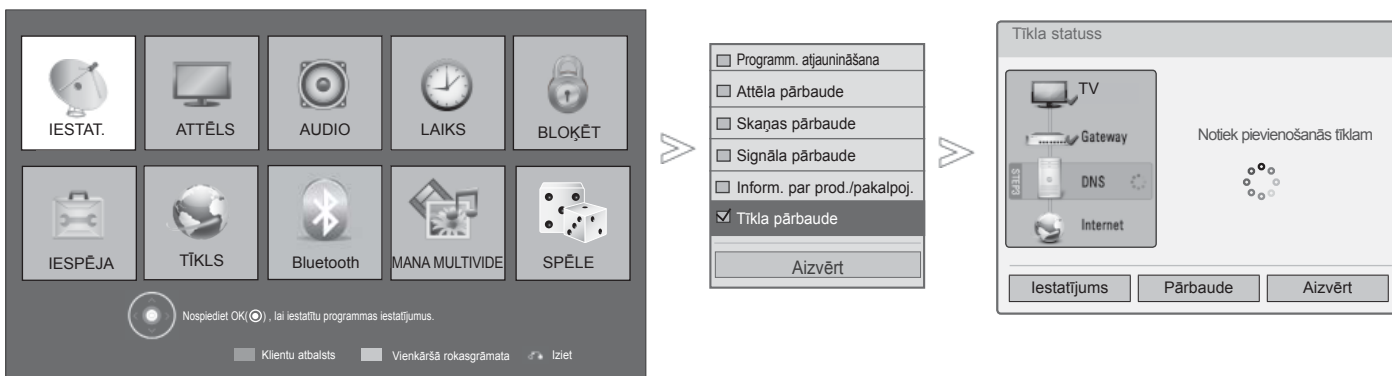 IESTAT.
ATTĒLS
AUDIO
LAIKS
BLOĶĒT
IESPĒJA
TĪKLS
Bluetooth
MANA MULTIVIDE
SPĒLE
Nospiediet OK( ) , lai iestatītu programmas iestatījumus.
Klientu atbalsts
Vienkāršā rokasgrāmata
Iziet
Programm. atjaunināšana
Attēla pārbaude
Skaņas pārbaude
Signāla pārbaude
Inform. par prod./pakalpoj.
Tīkla pārbaude
Aizvērt
Tīkla statuss
TV
Gateway
STEP3
DNS
Internet
Notiek pievienošanās tīklam
Iestatījums
Pārbaude
Aizvērt